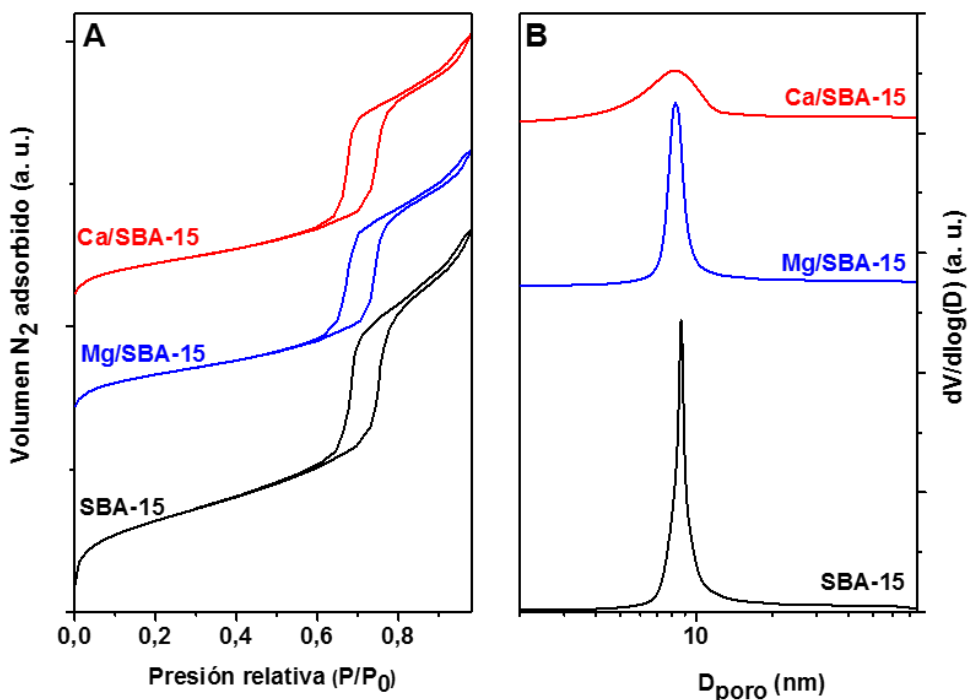 A
Volumen N2 adsorbido (a. u.)
Ca/SBA-15
Mg/SBA-15
SBA-15
0,0 0,2 0,4 0,6 0,8
Presión relativa (P/P0)
B
Ca/SBA-15
Mg/SBA-15
SBA-15
dV/dlog(D) (a. u.)
10
Dporo (nm)